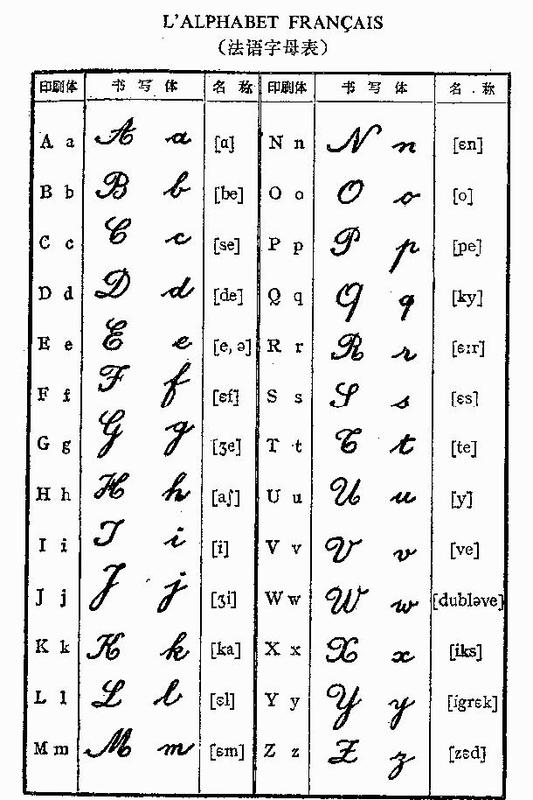 L'ALPHABET FRANÇAIS
（法语字母表）
印刷体 书写体 名称 印刷体 书写体 名称
A a A a [ɑ] N n N n [ɛn]
B b B b [be] O o O o [o]
C c C c [se] P p P p [pe]
D d D d [de] Q q Q q [ky]
E e E e [e, ə] R r R r [ɛːr]
F f F f [ɛf] S s S s [ɛs]
G g G g [ʒe] T t T t [te]
H h H h [aʃ] U u U u [y]
I i I i [i] V v V v [ve]
J j J j [ʒi] W w W w [dubləve]
K k K k [ka] X x X x [iks]
L l L l [ɛl] Y y Y y [igrɛk]
M m M m [ɛm] Z z Z z [zɛd]